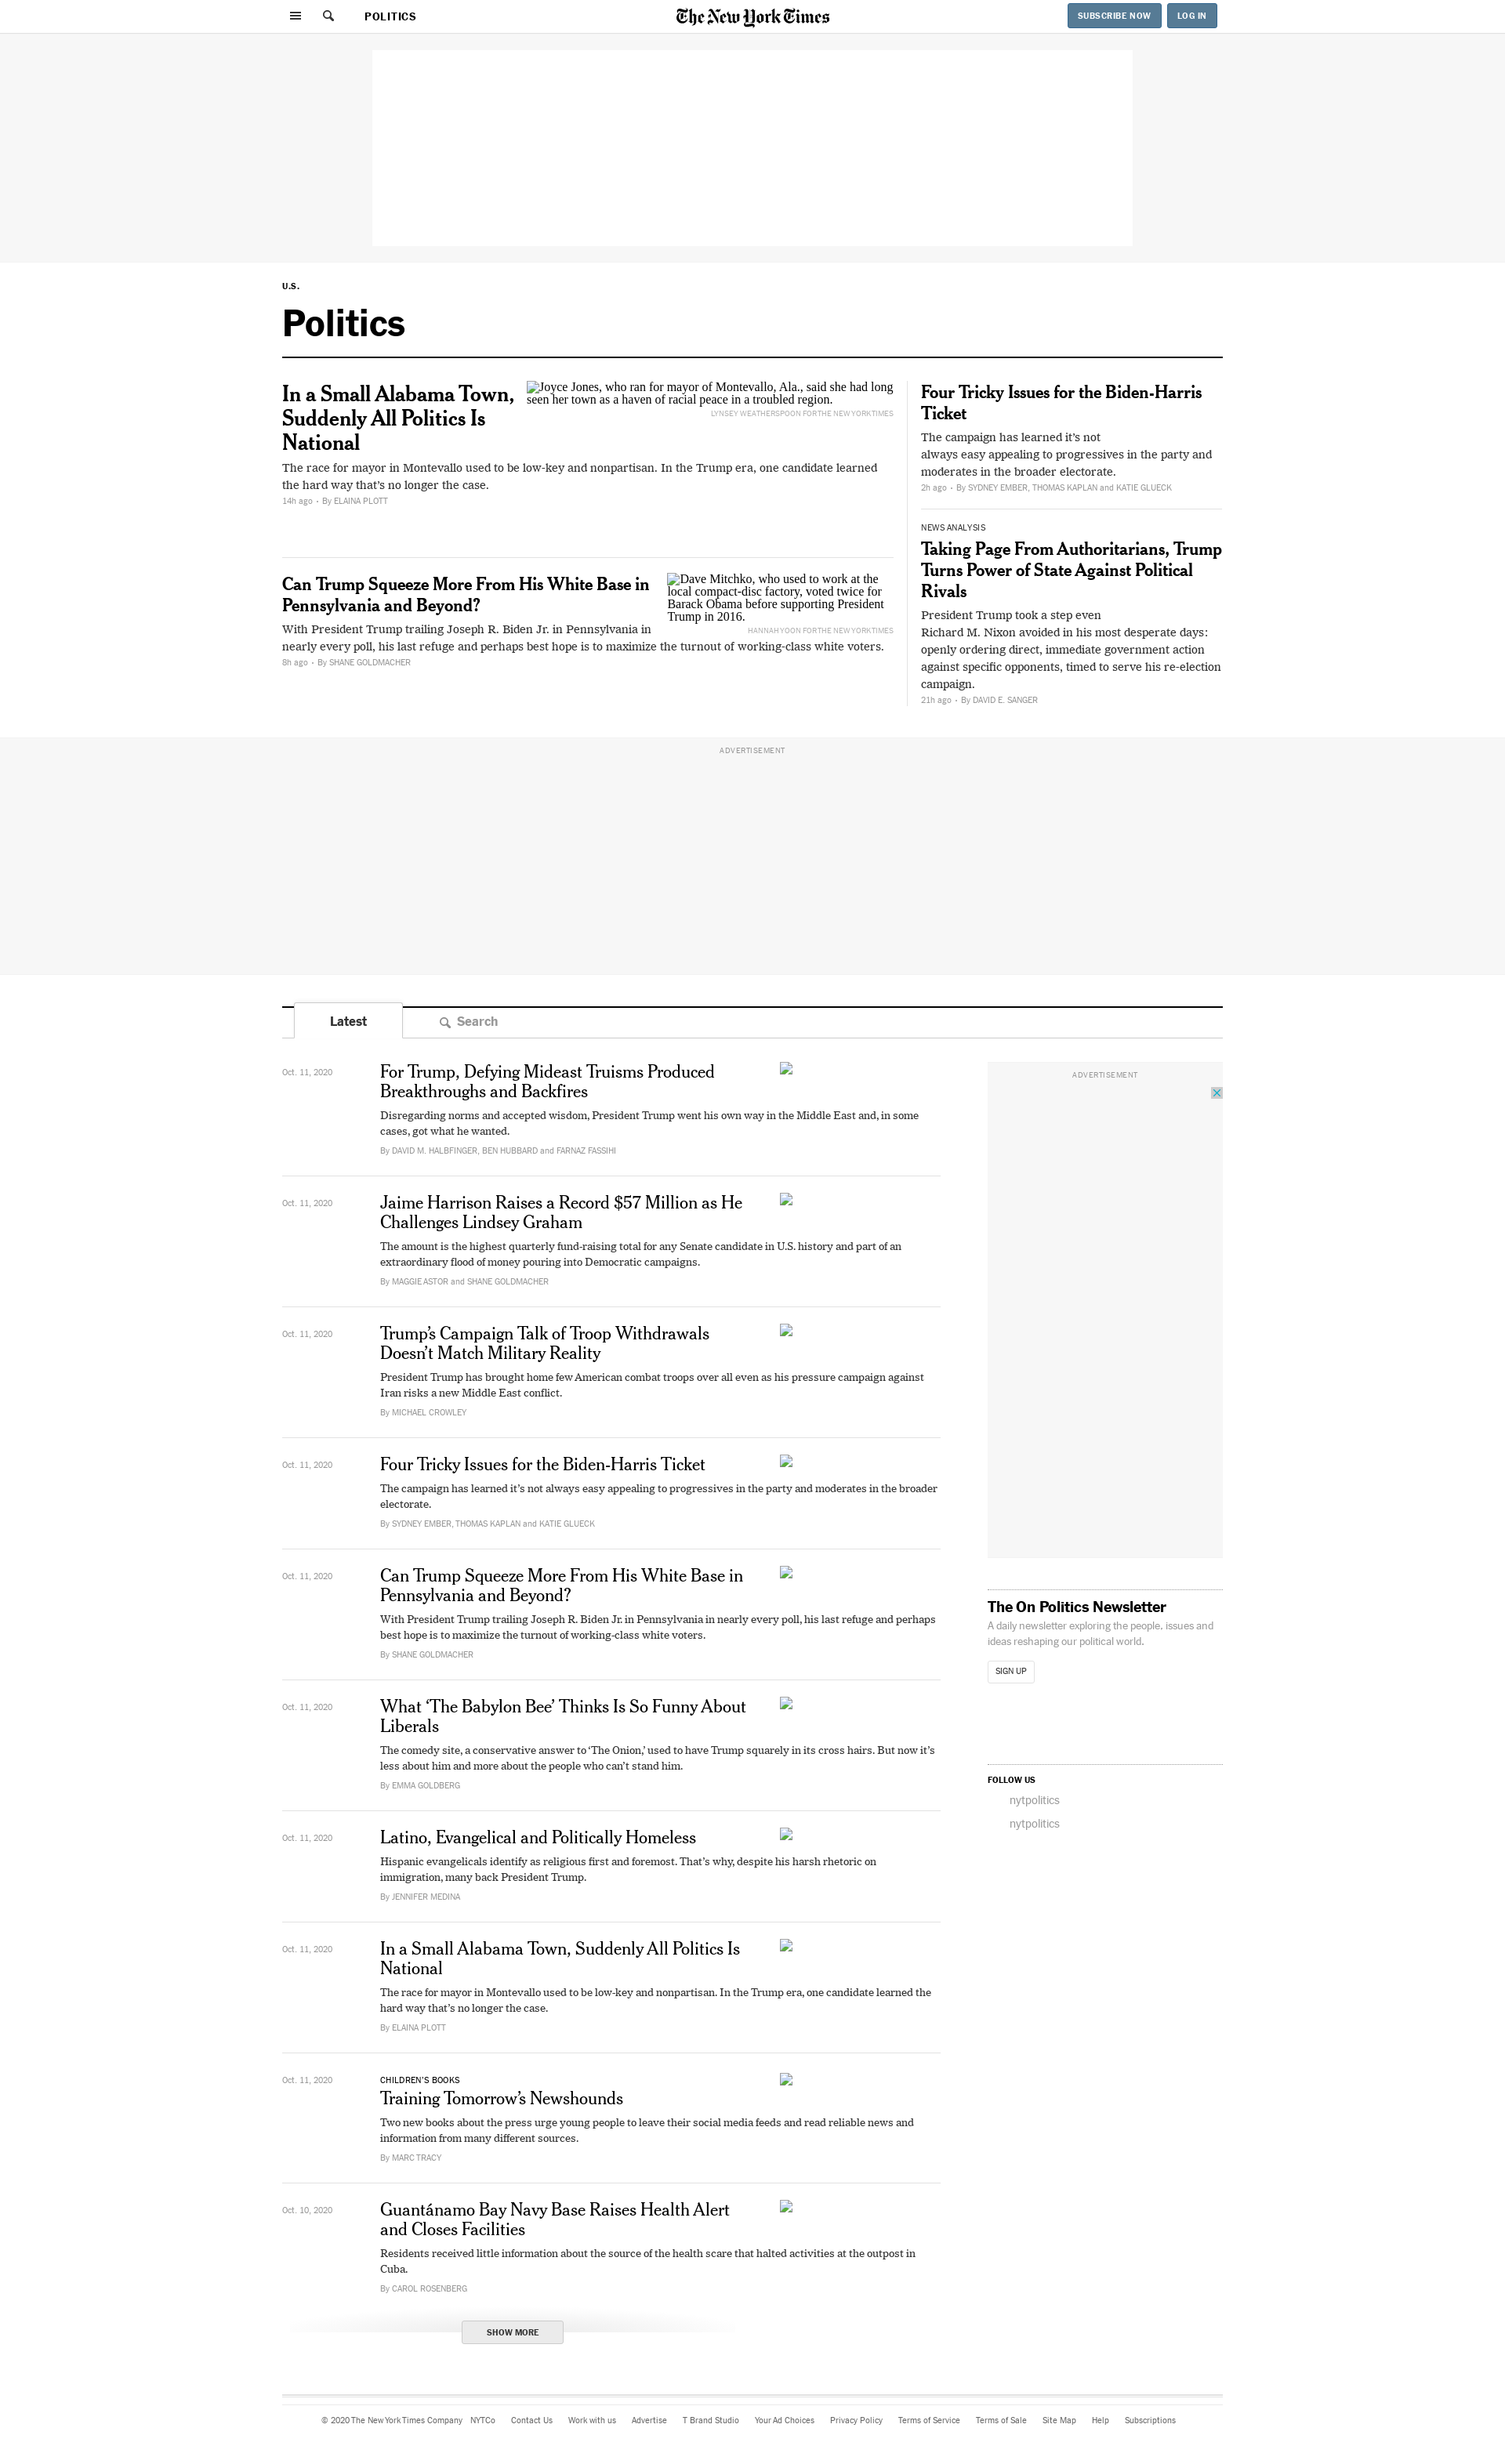 POLITICS
The New York Times
SUBSCRIBE NOW
LOG IN
U.S.
Politics
In a Small Alabama Town,
Suddenly All Politics Is
National
Joyce Jones, who ran for mayor of Montevallo, Ala., said she had long
seen her town as a haven of racial peace in a troubled region.
LYNSEY WEATHERSPOON FOR THE NEW YORK TIMES
The race for mayor in Montevallo used to be low-key and nonpartisan. In the Trump era, one candidate learned
the hard way that’s no longer the case.
14h ago • By ELAINA PLOTT
Can Trump Squeeze More From His White Base in
Pennsylvania and Beyond?
Dave Mitchko, who used to work at the
local compact-disc factory, voted twice for
Barack Obama before supporting President
Trump in 2016.
HANNAH YOON FOR THE NEW YORK TIMES
With President Trump trailing Joseph R. Biden Jr. in Pennsylvania in
nearly every poll, his last refuge and perhaps best hope is to maximize the turnout of working-class white voters.
8h ago • By SHANE GOLDMACHER
Four Tricky Issues for the Biden-Harris
Ticket
The campaign has learned it’s not
always easy appealing to progressives in the party and
moderates in the broader electorate.
2h ago • By SYDNEY EMBER, THOMAS KAPLAN and KATIE GLUECK
NEWS ANALYSIS
Taking Page From Authoritarians, Trump
Turns Power of State Against Political
Rivals
President Trump took a step even
Richard M. Nixon avoided in his most desperate days:
openly ordering direct, immediate government action
against specific opponents, timed to serve his re-election
campaign.
21h ago • By DAVID E. SANGER
ADVERTISEMENT
Latest
Search
Oct. 11, 2020
For Trump, Defying Mideast Truisms Produced
Breakthroughs and Backfires
Disregarding norms and accepted wisdom, President Trump went his own way in the Middle East and, in some
cases, got what he wanted.
By DAVID M. HALBFINGER, BEN HUBBARD and FARNAZ FASSIHI
Oct. 11, 2020
Jaime Harrison Raises a Record $57 Million as He
Challenges Lindsey Graham
The amount is the highest quarterly fund-raising total for any Senate candidate in U.S. history and part of an
extraordinary flood of money pouring into Democratic campaigns.
By MAGGIE ASTOR and SHANE GOLDMACHER
Oct. 11, 2020
Trump’s Campaign Talk of Troop Withdrawals
Doesn’t Match Military Reality
President Trump has brought home few American combat troops over all even as his pressure campaign against
Iran risks a new Middle East conflict.
By MICHAEL CROWLEY
Oct. 11, 2020
Four Tricky Issues for the Biden-Harris Ticket
The campaign has learned it’s not always easy appealing to progressives in the party and moderates in the broader
electorate.
By SYDNEY EMBER, THOMAS KAPLAN and KATIE GLUECK
Oct. 11, 2020
Can Trump Squeeze More From His White Base in
Pennsylvania and Beyond?
With President Trump trailing Joseph R. Biden Jr. in Pennsylvania in nearly every poll, his last refuge and perhaps
best hope is to maximize the turnout of working-class white voters.
By SHANE GOLDMACHER
Oct. 11, 2020
What ‘The Babylon Bee’ Thinks Is So Funny About
Liberals
The comedy site, a conservative answer to ‘The Onion,’ used to have Trump squarely in its cross hairs. But now it’s
less about him and more about the people who can’t stand him.
By EMMA GOLDBERG
Oct. 11, 2020
Latino, Evangelical and Politically Homeless
Hispanic evangelicals identify as religious first and foremost. That’s why, despite his harsh rhetoric on
immigration, many back President Trump.
By JENNIFER MEDINA
Oct. 11, 2020
In a Small Alabama Town, Suddenly All Politics Is
National
The race for mayor in Montevallo used to be low-key and nonpartisan. In the Trump era, one candidate learned the
hard way that’s no longer the case.
By ELAINA PLOTT
Oct. 11, 2020
CHILDREN’S BOOKS
Training Tomorrow’s Newshounds
Two new books about the press urge young people to leave their social media feeds and read reliable news and
information from many different sources.
By MARC TRACY
Oct. 10, 2020
Guantánamo Bay Navy Base Raises Health Alert
and Closes Facilities
Residents received little information about the source of the health scare that halted activities at the outpost in
Cuba.
By CAROL ROSENBERG
SHOW MORE
ADVERTISEMENT
The On Politics Newsletter
A daily newsletter exploring the people, issues and
ideas reshaping our political world.
SIGN UP
FOLLOW US
nytpolitics
nytpolitics
© 2020 The New York Times Company NYTCo Contact Us Work with us Advertise T Brand Studio Your Ad Choices Privacy Policy Terms of Service Terms of Sale Site Map Help Subscriptions